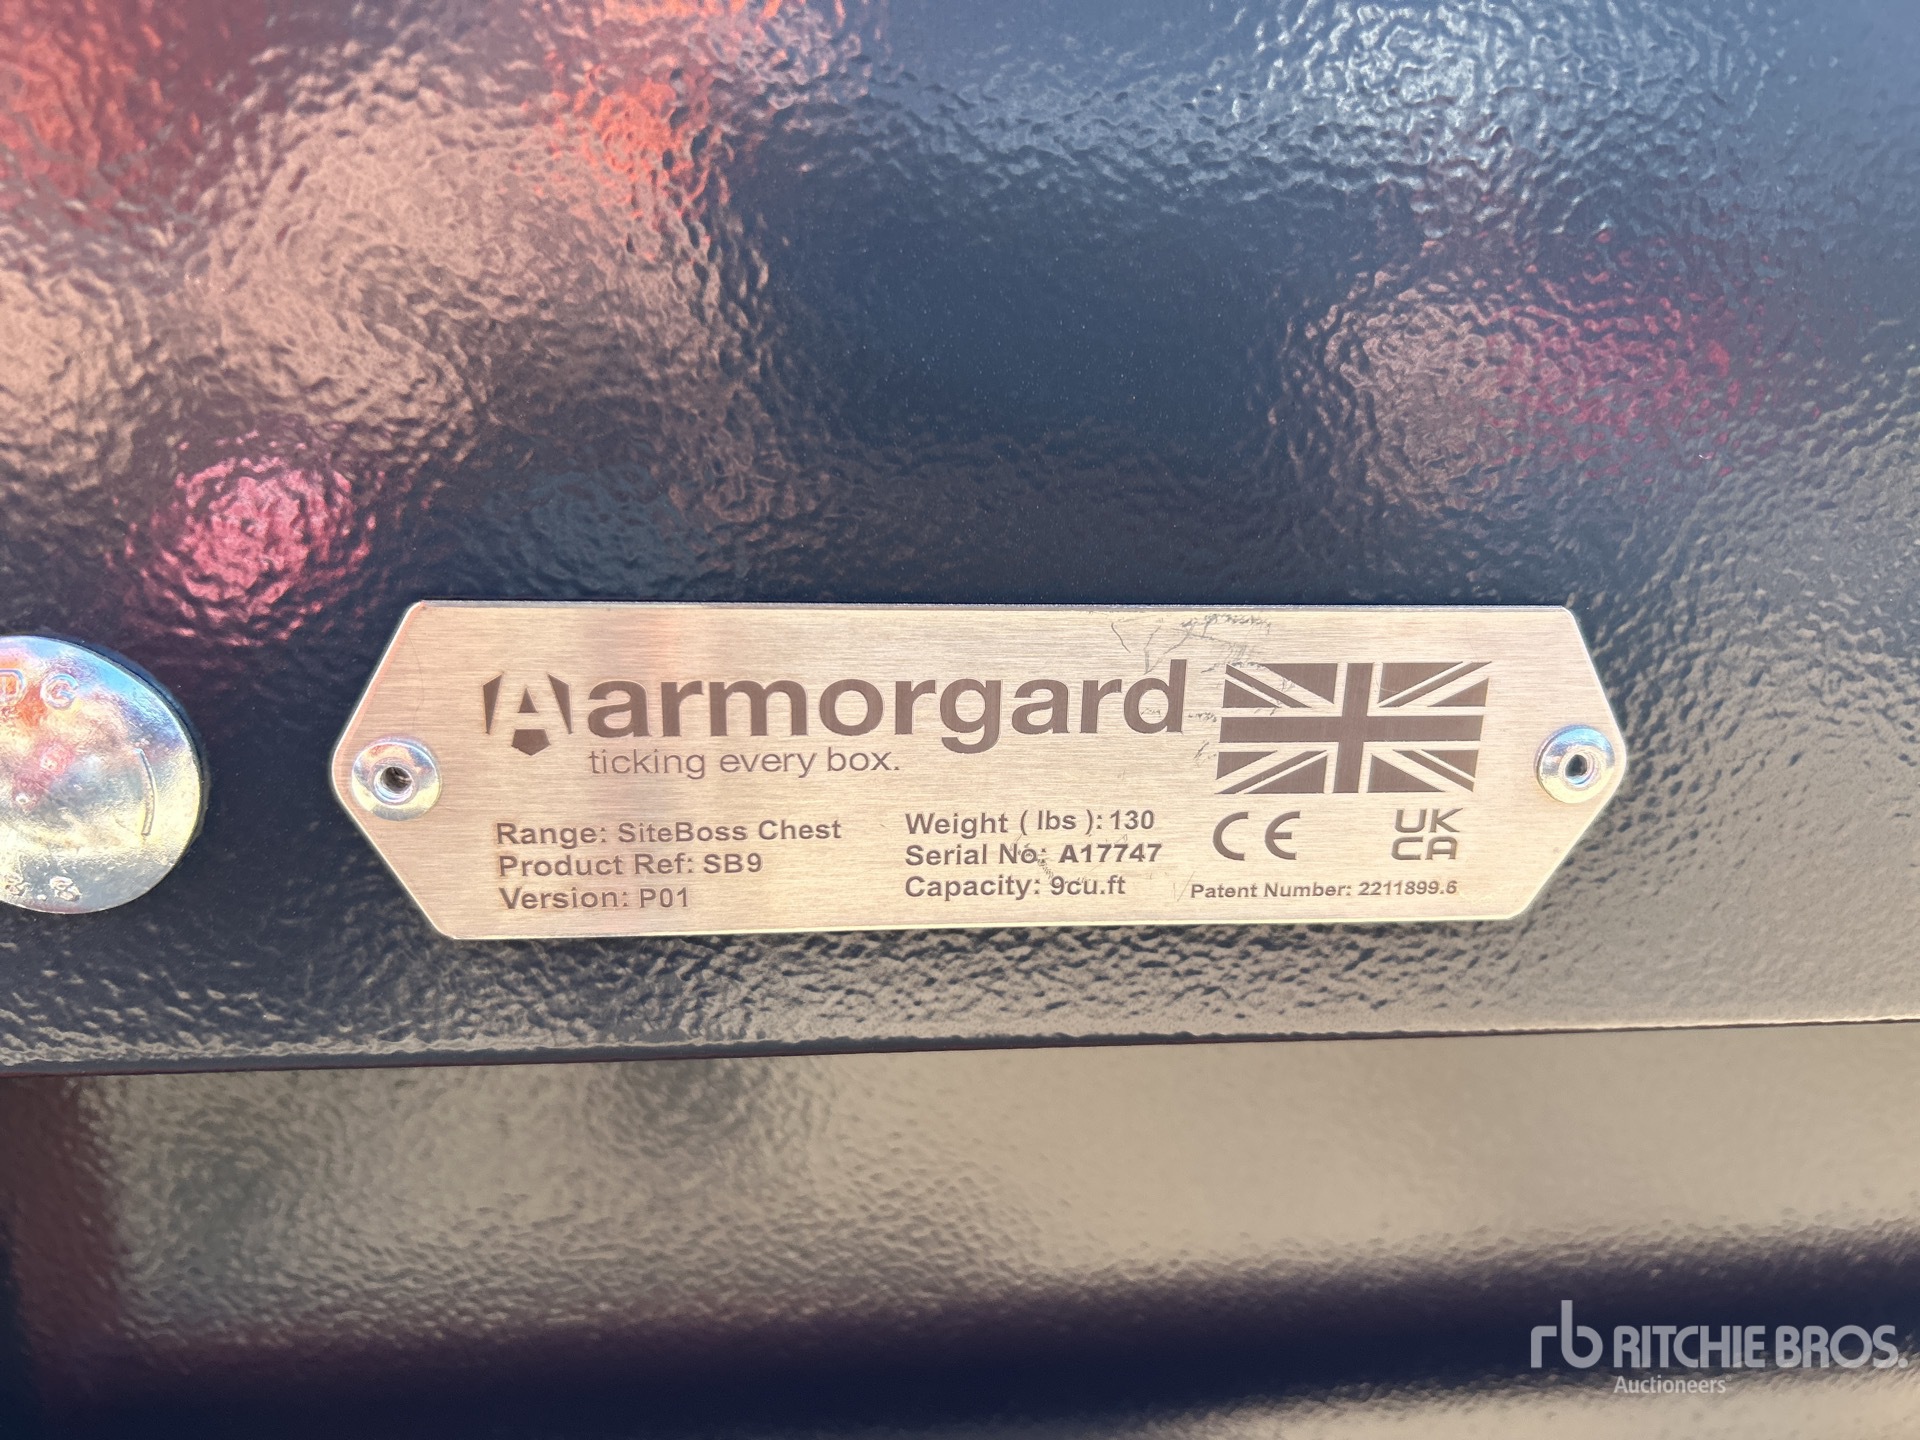 armorgard
ticking every box.
Range: SiteBoss Chest
Product Ref: SB9
Version: P01
Weight ( lbs ): 130
Serial No: A17747
Capacity: 9cu.ft
CE
UK
CA
Patent Number: 2211899.6
rb RITCHIE BROS.
Auctioneers